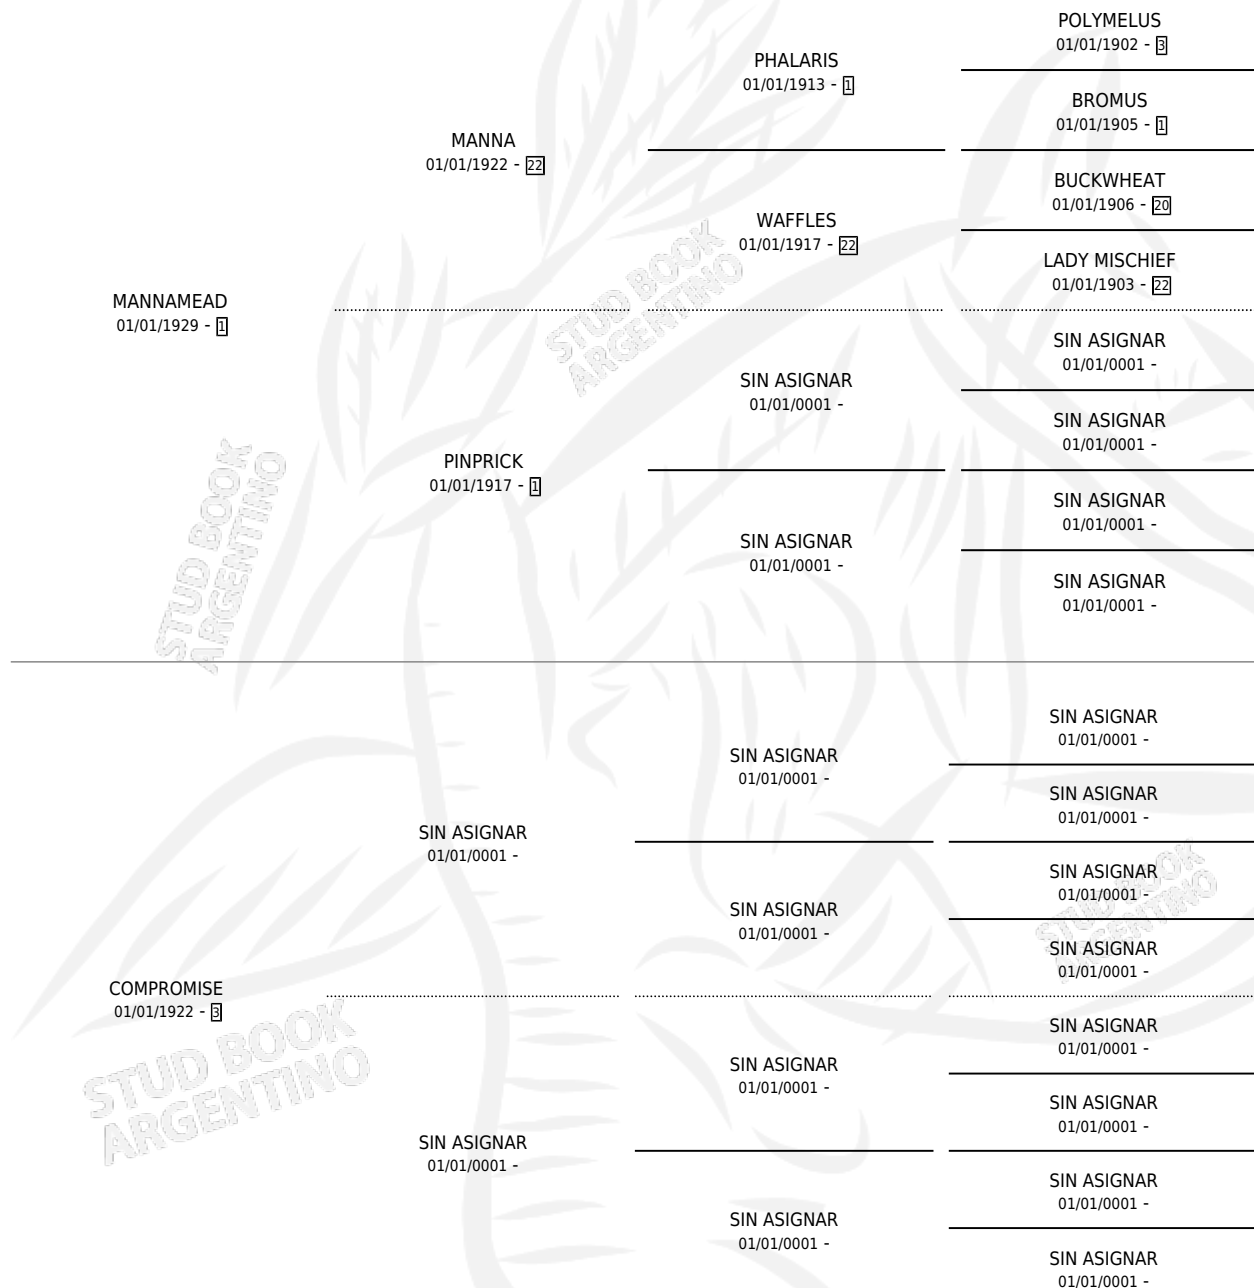 POLYMELUS
01/01/1902 - 3
PHALARIS
01/01/1913 - 1
BROMUS
01/01/1905 - 1
MANNA
01/01/1922 - 22
BUCKWHEAT
01/01/1906 - 20
WAFFLES
01/01/1917 - 22
LADY MISCHIEF
01/01/1903 - 22
MANNAMEAD
01/01/1929 - 1
STUD BOOK
ARGENTINO
SIN ASIGNAR
01/01/0001 -
SIN ASIGNAR
01/01/0001 -
SIN ASIGNAR
01/01/0001 -
PINPRICK
01/01/1917 - 1
SIN ASIGNAR
01/01/0001 -
SIN ASIGNAR
01/01/0001 -
SIN ASIGNAR
01/01/0001 -
STUD BOOK
ARGENTINO
SIN ASIGNAR
01/01/0001 -
SIN ASIGNAR
01/01/0001 -
SIN ASIGNAR
01/01/0001 -
SIN ASIGNAR
01/01/0001 -
SIN ASIGNAR
01/01/0001 -
SIN ASIGNAR
01/01/0001 -
SIN ASIGNAR
01/01/0001 -
STUD BOOK
ARGENTINO
COMPROMISE
01/01/1922 - 3
STUD BOOK
ARGENTINO
SIN ASIGNAR
01/01/0001 -
SIN ASIGNAR
01/01/0001 -
SIN ASIGNAR
01/01/0001 -
SIN ASIGNAR
01/01/0001 -
SIN ASIGNAR
01/01/0001 -
SIN ASIGNAR
01/01/0001 -
SIN ASIGNAR
01/01/0001 -
SIN ASIGNAR
01/01/0001 -